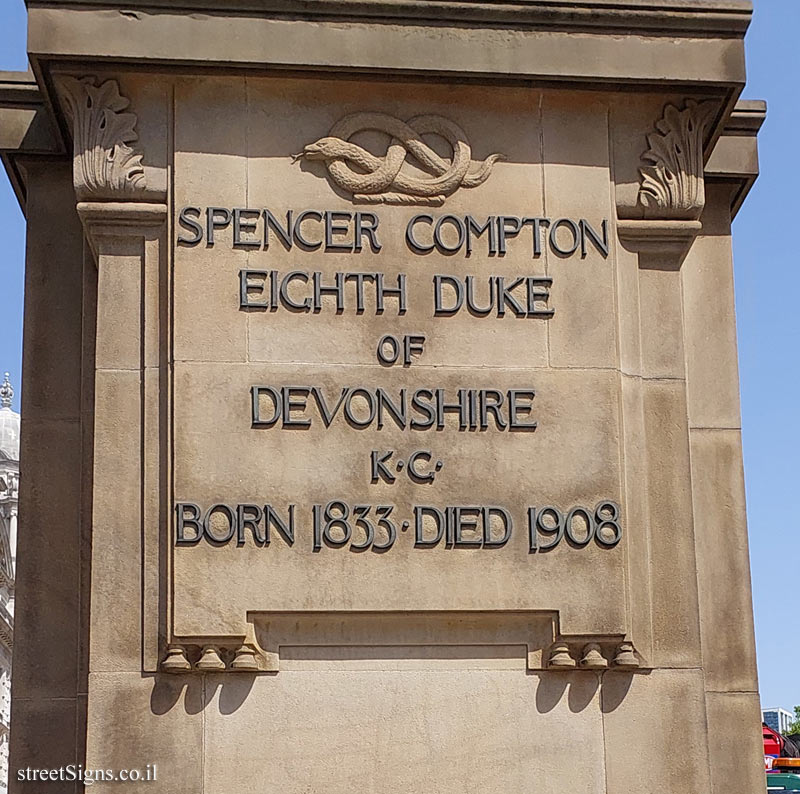 SPENCER COMPTON
EIGHTH DUKE
OF
DEVONSHIRE
K·G·
BORN 1833·DIED 1908
streetSigns.co.il